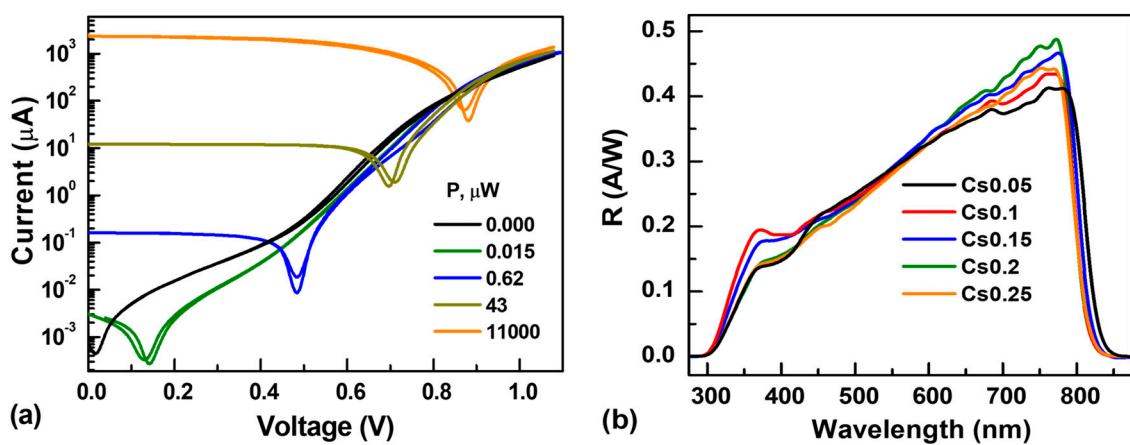 10³
10²
10¹
10⁰
10⁻¹
10⁻²
10⁻³
Current (μA)
P, μW
0.000
0.015
0.62
43
11000
0.0 0.2 0.4 0.6 0.8 1.0
Voltage (V)
(a)
0.5
0.4
0.3
0.2
0.1
0.0
R (A/W)
Cs0.05
Cs0.1
Cs0.15
Cs0.2
Cs0.25
300 400 500 600 700 800
Wavelength (nm)
(b)